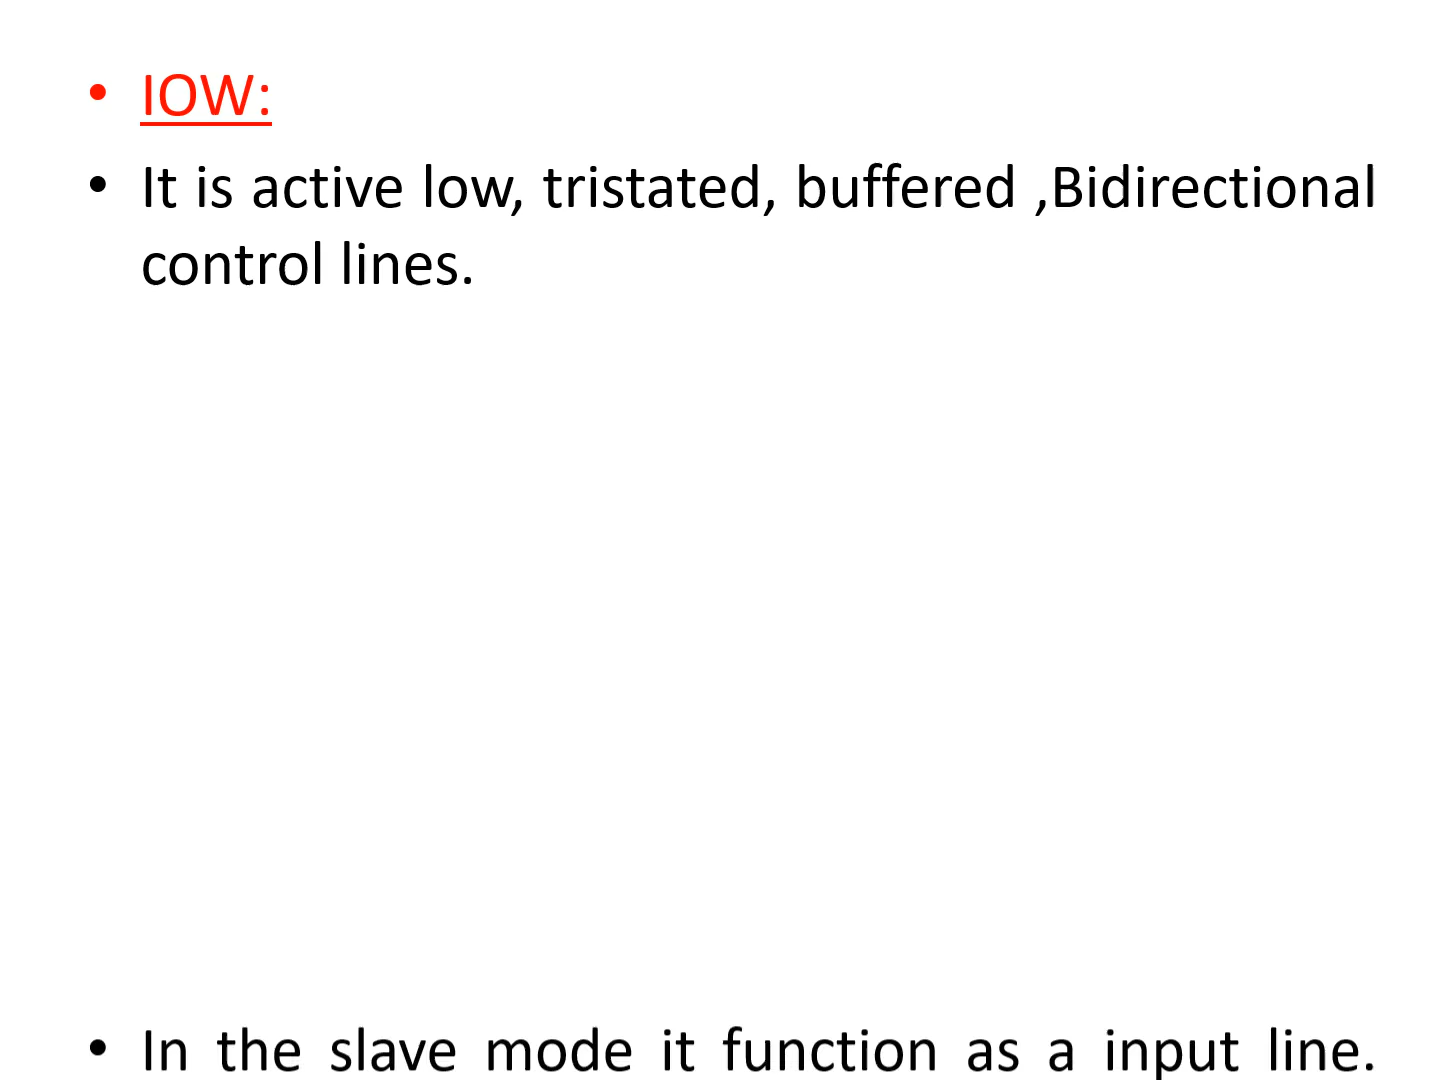 • IOW:
• It is active low, tristated, buffered ,Bidirectional
control lines.
• In the slave mode it function as a input line.